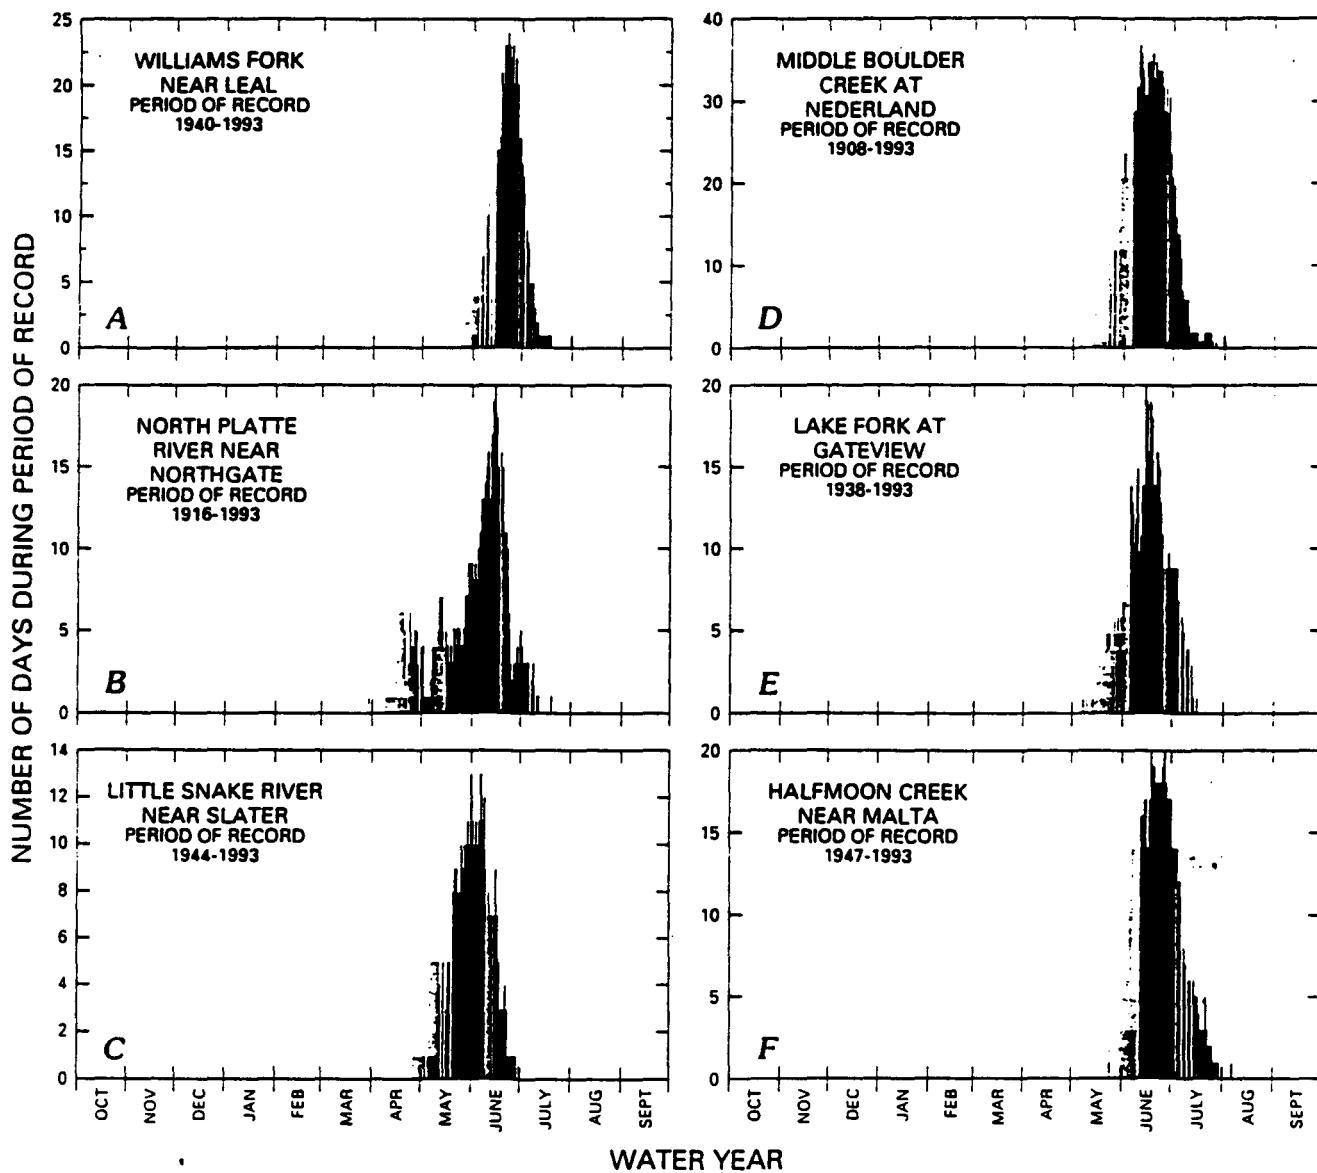 NUMBER OF DAYS DURING PERIOD OF RECORD
25
20
15
10
5
0
WILLIAMS FORK
NEAR LEAL
PERIOD OF RECORD
1940-1993
A
40
30
20
10
0
MIDDLE BOULDER
CREEK AT
NEDERLAND
PERIOD OF RECORD
1908-1993
D
20
15
10
5
0
NORTH PLATTE
RIVER NEAR
NORTHGATE
PERIOD OF RECORD
1916-1993
B
20
15
10
5
0
LAKE FORK AT
GATEVIEW
PERIOD OF RECORD
1938-1993
E
14
12
10
8
6
4
2
0
LITTLE SNAKE RIVER
NEAR SLATER
PERIOD OF RECORD
1944-1993
C
20
15
10
5
0
HALFMOON CREEK
NEAR MALTA
PERIOD OF RECORD
1947-1993
F
OCT NOV DEC JAN FEB MAR APR MAY JUNE JULY AUG SEPT
OCT NOV DEC JAN FEB MAR APR MAY JUNE JULY AUG SEPT
WATER YEAR